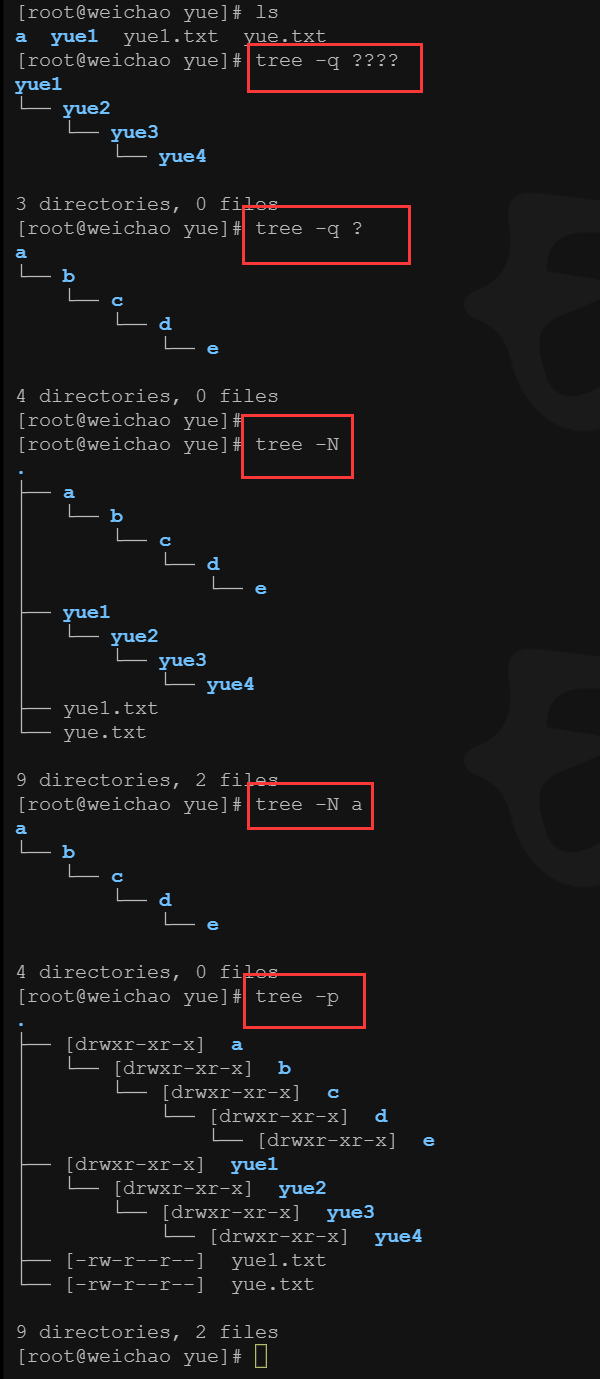 [root@weichao yue]# ls
a  yue1  yue1.txt  yue.txt
[root@weichao yue]# tree -q ????
yue1
└── yue2
    └── yue3
        └── yue4

3 directories, 0 files
[root@weichao yue]# tree -q ?
a
└── b
    └── c
        └── d
            └── e

4 directories, 0 files
[root@weichao yue]#
[root@weichao yue]# tree -N
.
├── a
│   └── b
│       └── c
│           └── d
│               └── e
├── yue1
│   └── yue2
│       └── yue3
│           └── yue4
├── yue1.txt
└── yue.txt

9 directories, 2 files
[root@weichao yue]# tree -N a
a
└── b
    └── c
        └── d
            └── e

4 directories, 0 files
[root@weichao yue]# tree -p
.
├── [drwxr-xr-x]  a
│   └── [drwxr-xr-x]  b
│       └── [drwxr-xr-x]  c
│           └── [drwxr-xr-x]  d
│               └── [drwxr-xr-x]  e
├── [drwxr-xr-x]  yue1
│   └── [drwxr-xr-x]  yue2
│       └── [drwxr-xr-x]  yue3
│           └── [drwxr-xr-x]  yue4
├── [-rw-r--r--]  yue1.txt
└── [-rw-r--r--]  yue.txt

9 directories, 2 files
[root@weichao yue]#